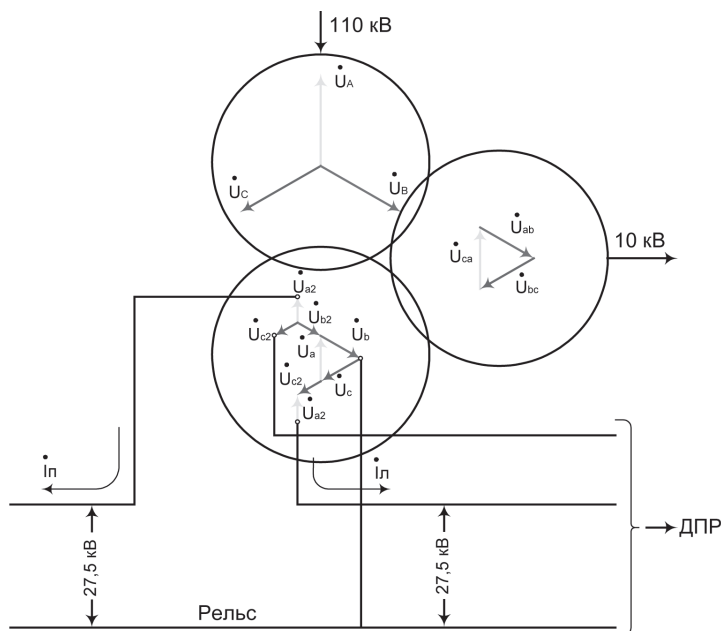 110 кВ
U̇A
U̇C
U̇B
U̇ab
U̇ca
U̇bc
10 кВ
U̇a2
U̇b2
U̇c2
U̇b
U̇a
U̇c2
U̇c
U̇a2
İп
İл
ДПР
27,5 кВ
27,5 кВ
Рельс